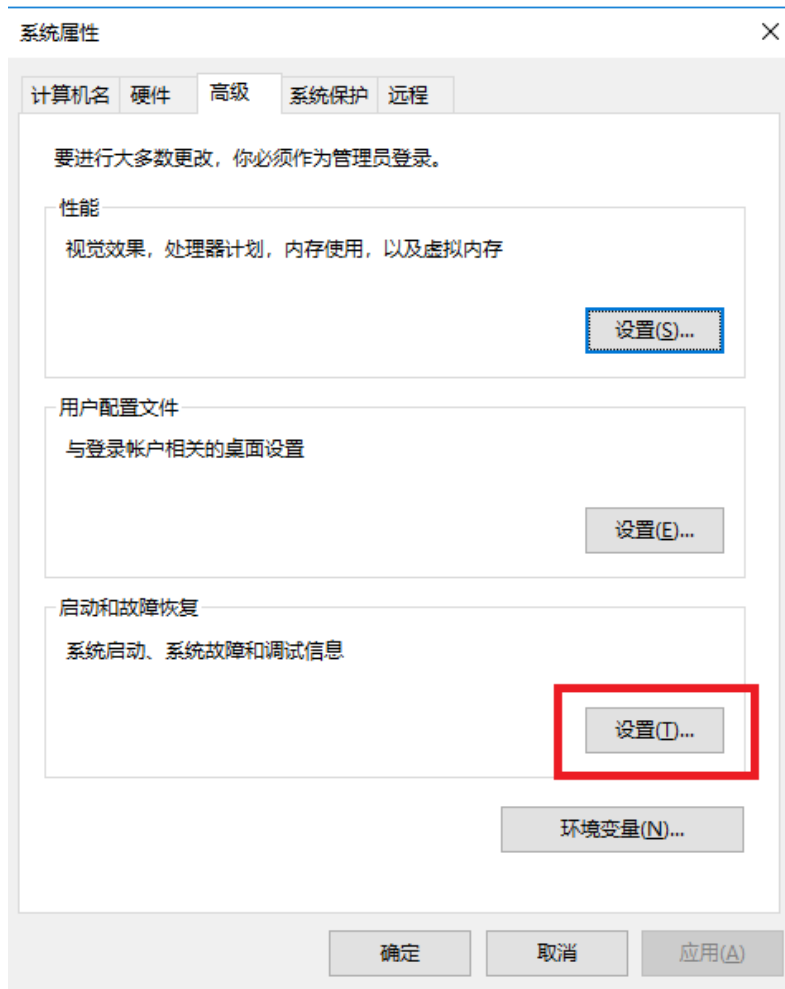 系统属性
计算机名 硬件 高级 系统保护 远程
要进行大多数更改，你必须作为管理员登录。
性能
视觉效果，处理器计划，内存使用，以及虚拟内存
设置(S)...
用户配置文件
与登录帐户相关的桌面设置
设置(E)...
启动和故障恢复
系统启动、系统故障和调试信息
设置(T)...
环境变量(N)...
确定 取消 应用(A)